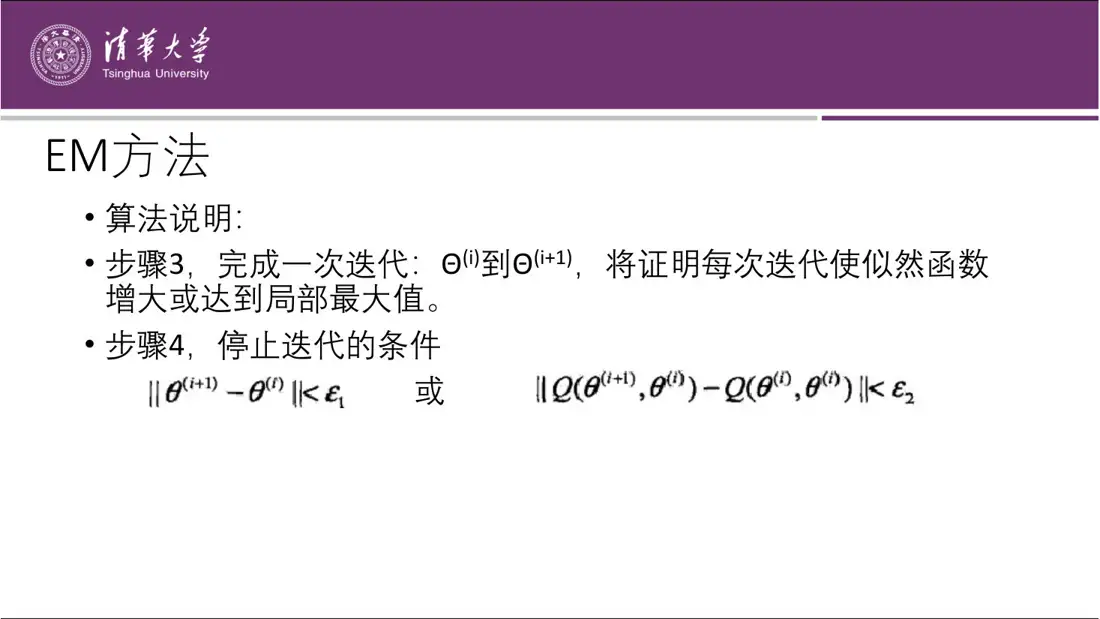 清华大学
Tsinghua University
EM方法
• 算法说明：
• 步骤3，完成一次迭代：Θ⁽ⁱ⁾到Θ⁽ⁱ⁺¹⁾，将证明每次迭代使似然函数
增大或达到局部最大值。
• 步骤4，停止迭代的条件
||θ⁽ⁱ⁺¹⁾ − θ⁽ⁱ⁾||< ε₁ 或 ||Q(θ⁽ⁱ⁺¹⁾,θ⁽ⁱ⁾)−Q(θ⁽ⁱ⁾,θ⁽ⁱ⁾)||< ε₂